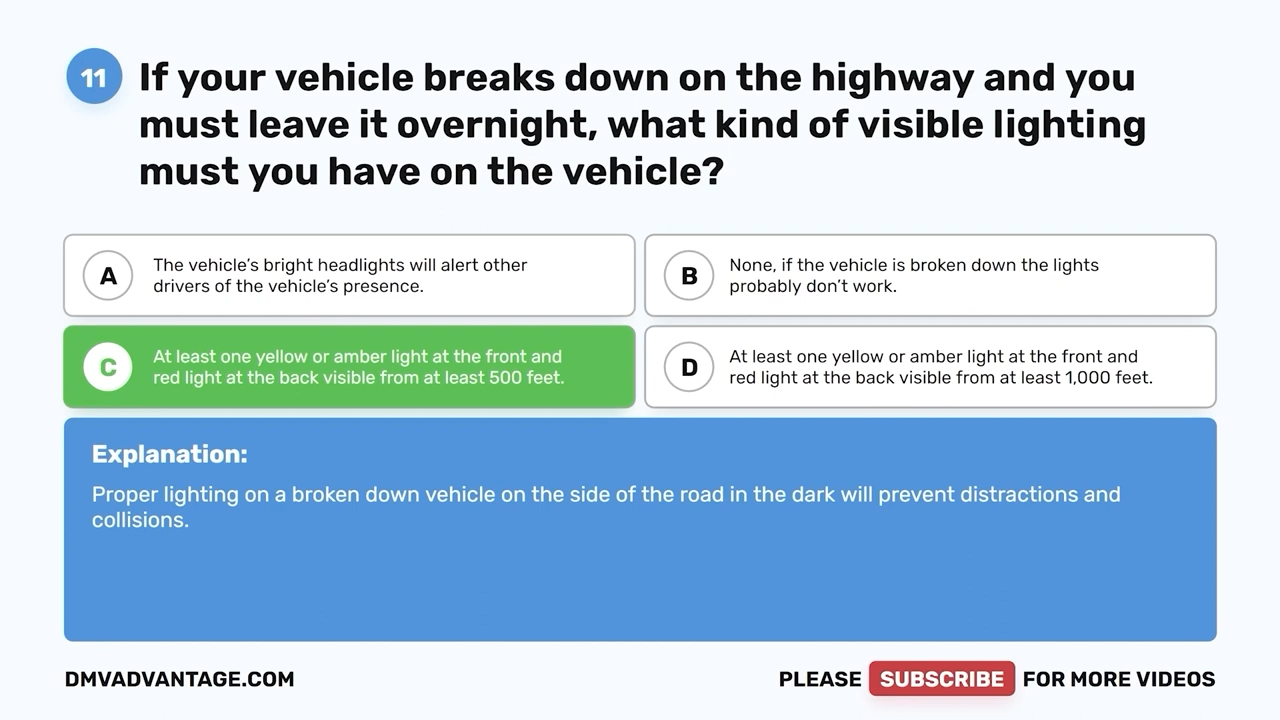 11
If your vehicle breaks down on the highway and you
must leave it overnight, what kind of visible lighting
must you have on the vehicle?
A
The vehicle's bright headlights will alert other
drivers of the vehicle's presence.
B
None, if the vehicle is broken down the lights
probably don't work.
C
At least one yellow or amber light at the front and
red light at the back visible from at least 500 feet.
D
At least one yellow or amber light at the front and
red light at the back visible from at least 1,000 feet.
Explanation:
Proper lighting on a broken down vehicle on the side of the road in the dark will prevent distractions and
collisions.
DMVADVANTAGE.COM
PLEASE SUBSCRIBE FOR MORE VIDEOS